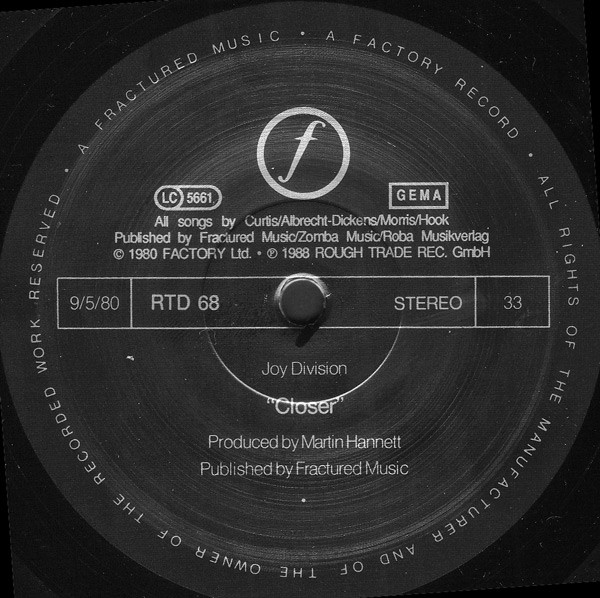 A FRACTURED MUSIC • A FACTORY RECORD • ALL RIGHTS OF THE MANUFACTURER AND OF THE OWNER OF THE RECORDED WORK RESERVED •
f
LC 5661
GEMA
All songs by Curtis/Albrecht-Dickens/Morris/Hook
Published by Fractured Music/Zomba Music/Roba Musikverlag
© 1980 FACTORY Ltd. • ℗ 1988 ROUGH TRADE REC. GmbH
9/5/80 RTD 68 STEREO 33
Joy Division
“Closer”
Produced by Martin Hannett
Published by Fractured Music